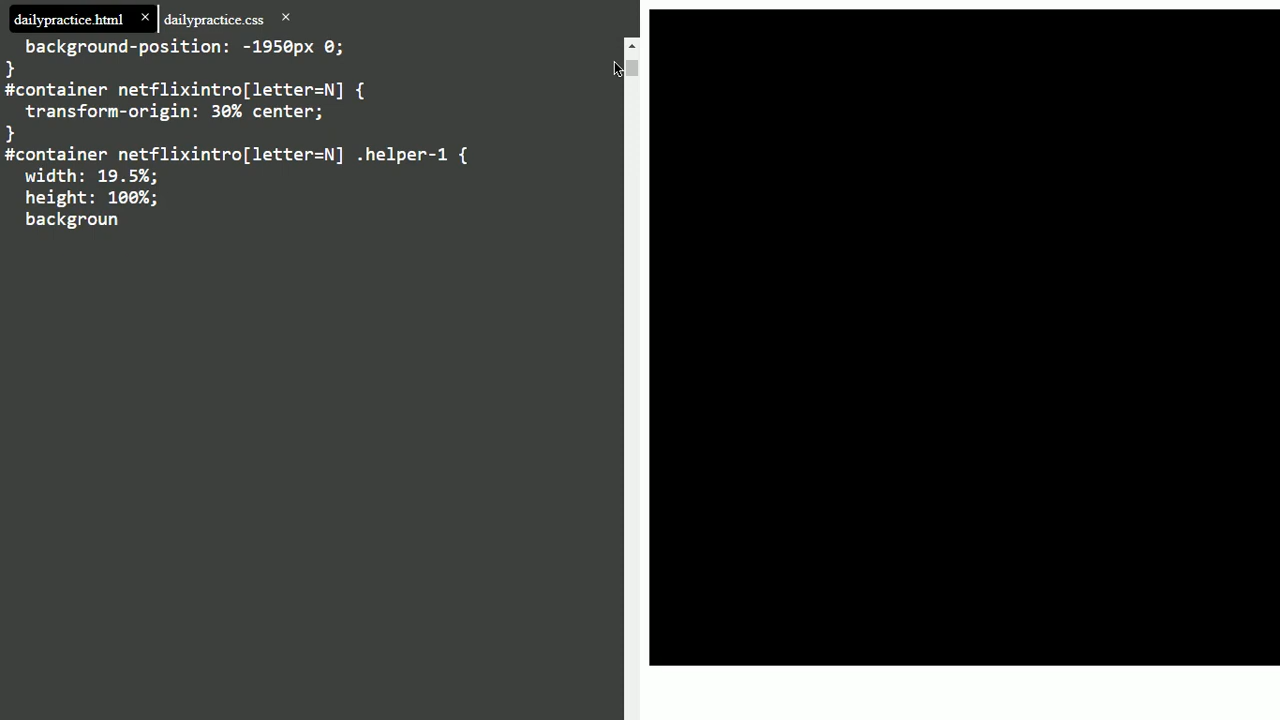 dailypractice.html × dailypractice.css ×
background-position: -1950px 0;
}
#container netflixintro[letter=N] {
transform-origin: 30% center;
}
#container netflixintro[letter=N] .helper-1 {
width: 19.5%;
height: 100%;
backgroun